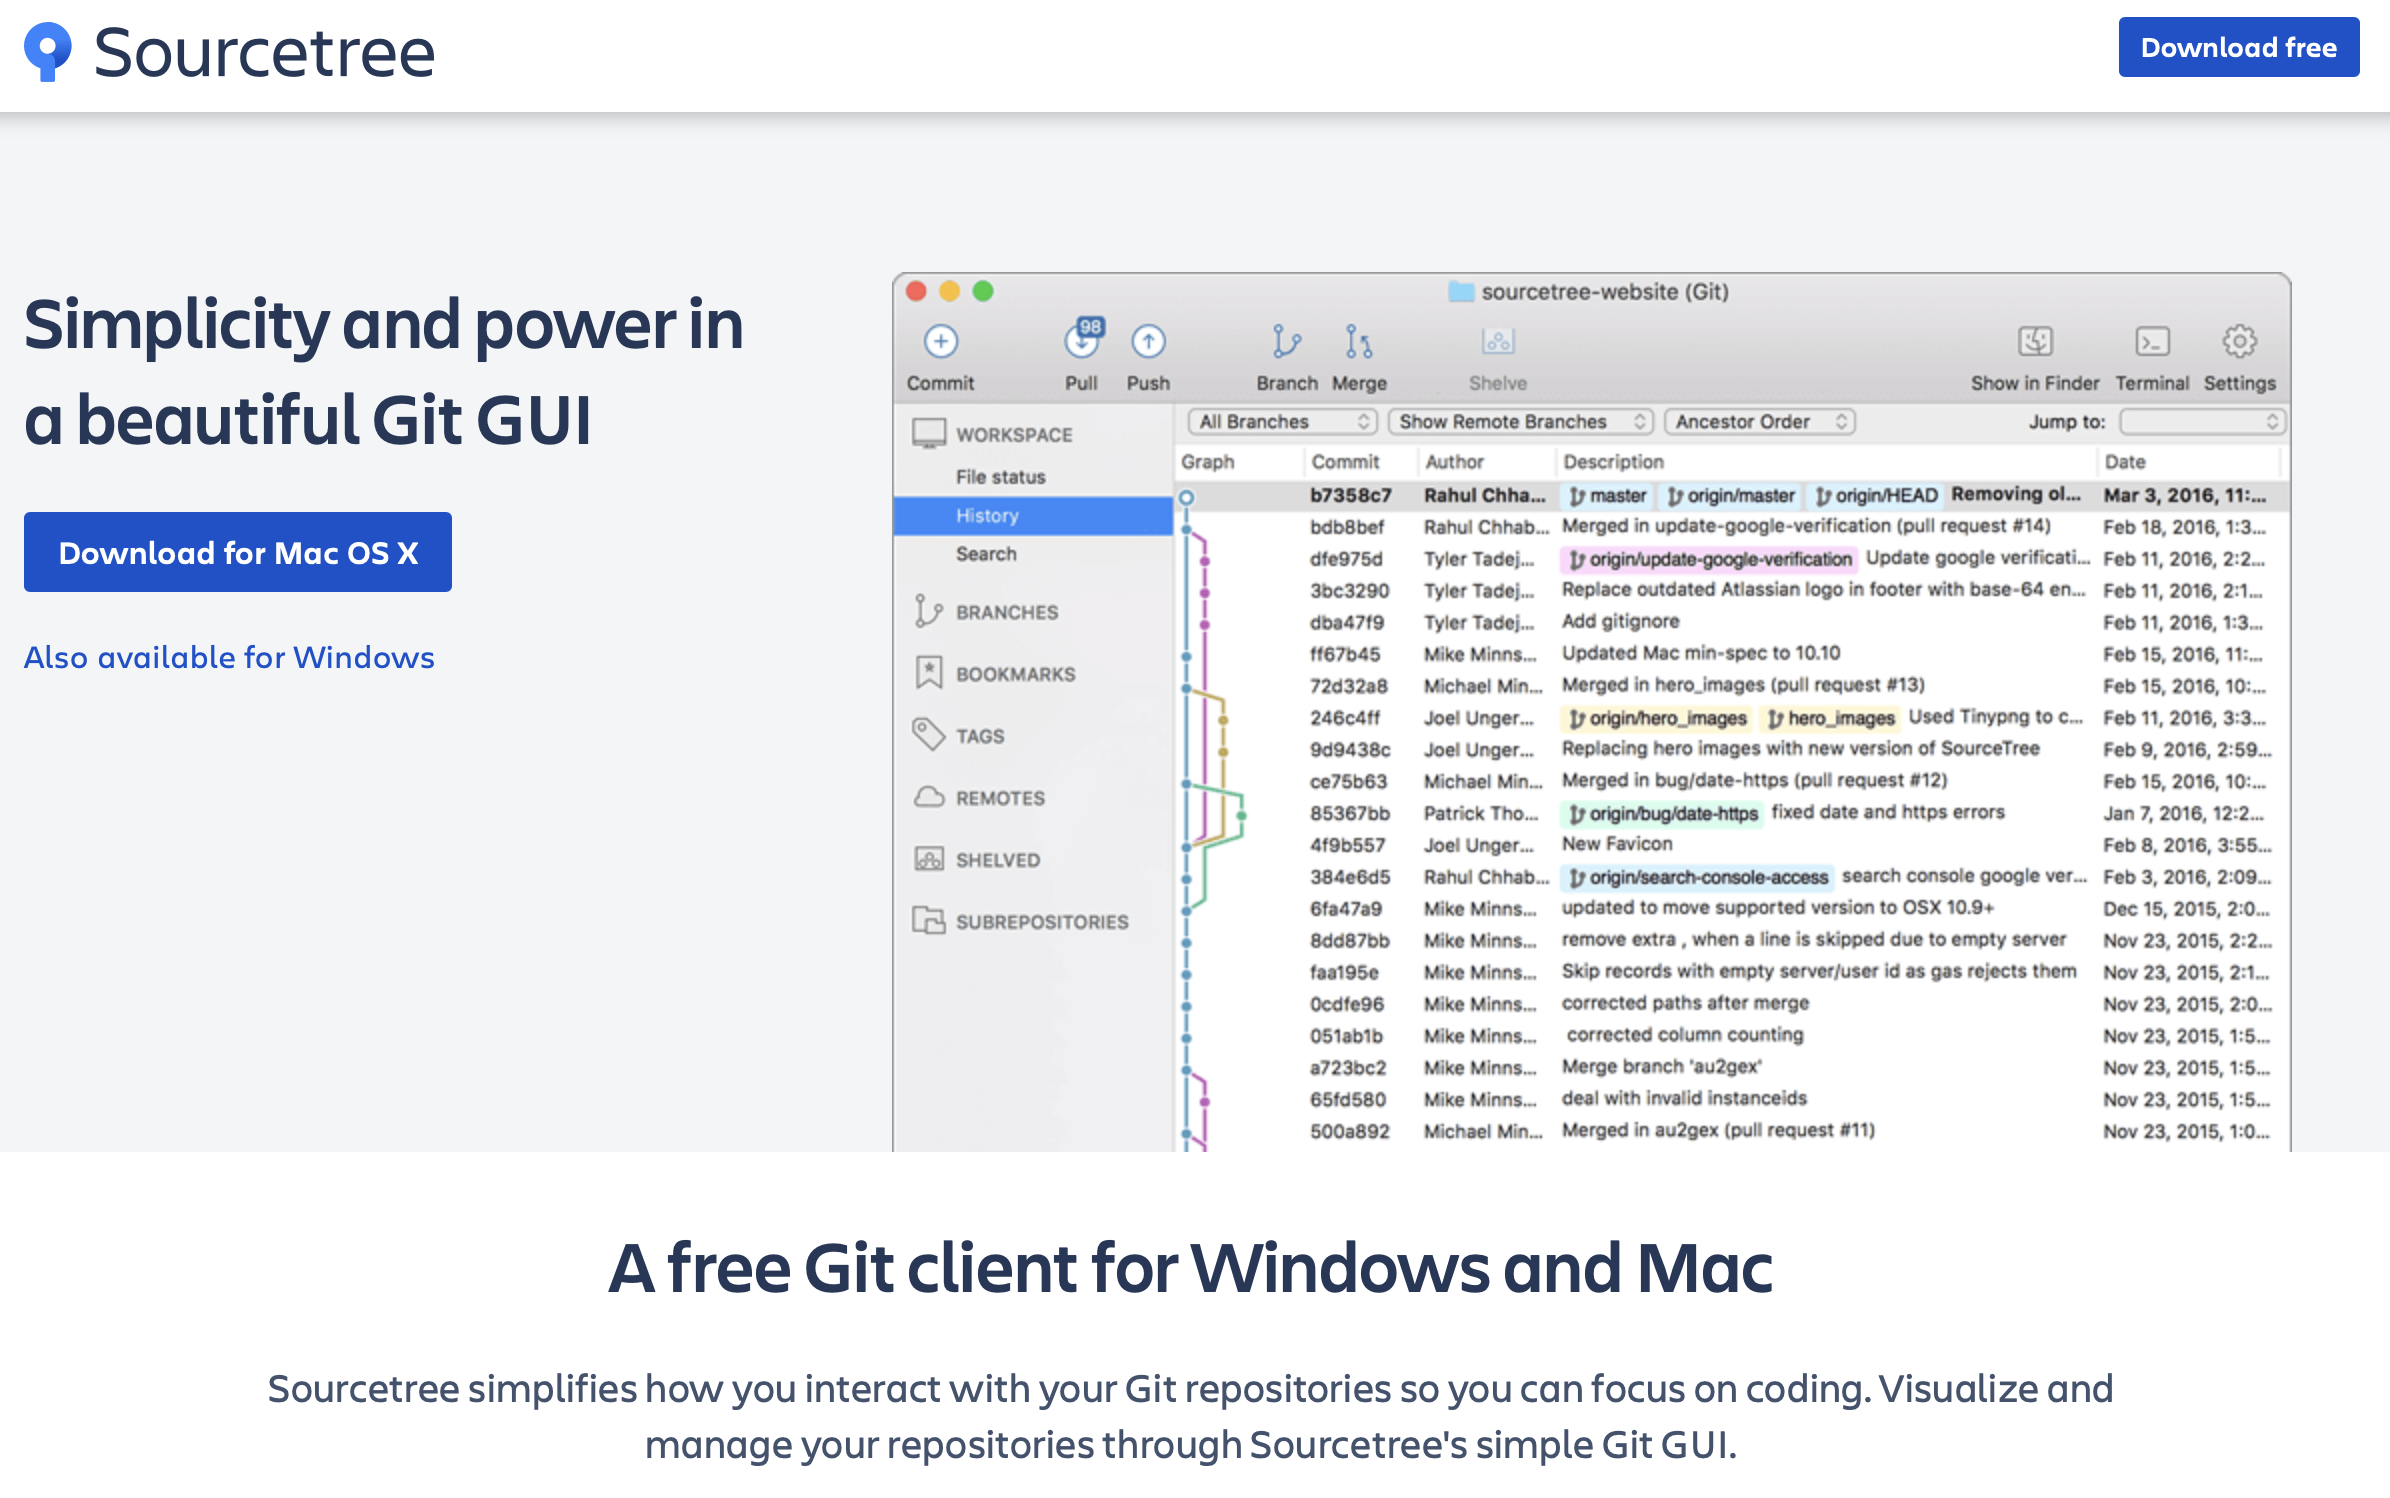 Sourcetree
Download free
Simplicity and power in
a beautiful Git GUI
Download for Mac OS X
Also available for Windows
sourcetree-website (Git)
98
Commit Pull Push Branch Merge Shelve Show in Finder Terminal Settings
All Branches Show Remote Branches Ancestor Order Jump to:
WORKSPACE
File status
History
Search
BRANCHES
BOOKMARKS
TAGS
REMOTES
SHELVED
SUBREPOSITORIES
Graph Commit Author Description Date
b7358c7 Rahul Chha... master origin/master origin/HEAD Removing ol... Mar 3, 2016, 11:...
bdb8bef Rahul Chhab... Merged in update-google-verification (pull request #14) Feb 18, 2016, 1:3...
dfe975d Tyler Tadej... origin/update-google-verification Update google verificati... Feb 11, 2016, 2:2...
3bc3290 Tyler Tadej... Replace outdated Atlassian logo in footer with base-64 en... Feb 11, 2016, 2:1...
dba47f9 Tyler Tadej... Add gitignore Feb 11, 2016, 1:3...
ff67b45 Mike Minns... Updated Mac min-spec to 10.10 Feb 15, 2016, 11:...
72d32a8 Michael Min... Merged in hero_images (pull request #13) Feb 15, 2016, 10:...
246c4ff Joel Unger... origin/hero_images hero_images Used Tinypng to c... Feb 11, 2016, 3:3...
9d9438c Joel Unger... Replacing hero images with new version of SourceTree Feb 9, 2016, 2:59...
ce75b63 Michael Min... Merged in bug/date-https (pull request #12) Feb 15, 2016, 10:...
85367bb Patrick Tho... origin/bug/date-https fixed date and https errors Jan 7, 2016, 12:2...
4f9b557 Joel Unger... New Favicon Feb 8, 2016, 3:55...
384e6d5 Rahul Chhab... origin/search-console-access search console google ver... Feb 3, 2016, 2:09...
6fa47a9 Mike Minns... updated to move supported version to OSX 10.9+ Dec 15, 2015, 2:0...
8dd87bb Mike Minns... remove extra , when a line is skipped due to empty server Nov 23, 2015, 2:2...
faa195e Mike Minns... Skip records with empty server/user id as gas rejects them Nov 23, 2015, 2:1...
0cdfe96 Mike Minns... corrected paths after merge Nov 23, 2015, 2:0...
051ab1b Mike Minns... corrected column counting Nov 23, 2015, 1:5...
a723bc2 Mike Minns... Merge branch 'au2gex' Nov 23, 2015, 1:5...
65fd580 Mike Minns... deal with invalid instanceids Nov 23, 2015, 1:5...
500a892 Michael Min... Merged in au2gex (pull request #11) Nov 23, 2015, 1:0...
A free Git client for Windows and Mac
Sourcetree simplifies how you interact with your Git repositories so you can focus on coding. Visualize and
manage your repositories through Sourcetree's simple Git GUI.